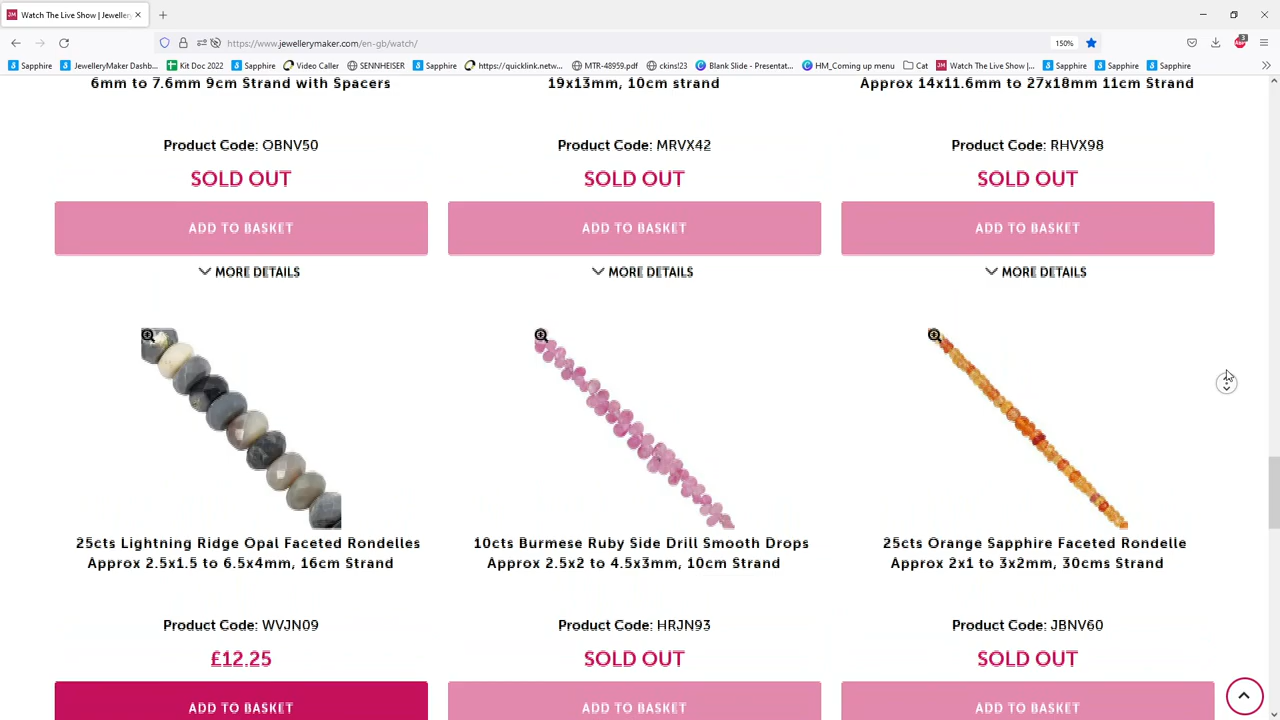 Watch The Live Show | Jeweller
https://www.jewellerymaker.com/en-gb/watch/
150%
3
Sapphire
JewelleryMaker Dashb...
Kit Doc 2022
Sapphire
Video Caller
SENNHEISER
Sapphire
https://quicklink.netw...
MTR-48959.pdf
ckins!23
Blank Slide - Presentat...
HM_Coming up menu
Cat
Watch The Live Show |...
Sapphire
Sapphire
Sapphire
6mm to 7.6mm 9cm Strand with Spacers
19x13mm, 10cm strand
Approx 14x11.6mm to 27x18mm 11cm Strand
Product Code: OBNV50
Product Code: MRVX42
Product Code: RHVX98
SOLD OUT
SOLD OUT
SOLD OUT
ADD TO BASKET
ADD TO BASKET
ADD TO BASKET
MORE DETAILS
MORE DETAILS
MORE DETAILS
25cts Lightning Ridge Opal Faceted Rondelles
Approx 2.5x1.5 to 6.5x4mm, 16cm Strand
10cts Burmese Ruby Side Drill Smooth Drops
Approx 2.5x2 to 4.5x3mm, 10cm Strand
25cts Orange Sapphire Faceted Rondelle
Approx 2x1 to 3x2mm, 30cms Strand
Product Code: WVJN09
Product Code: HRJN93
Product Code: JBNV60
£12.25
SOLD OUT
SOLD OUT
ADD TO BASKET
ADD TO BASKET
ADD TO BASKET